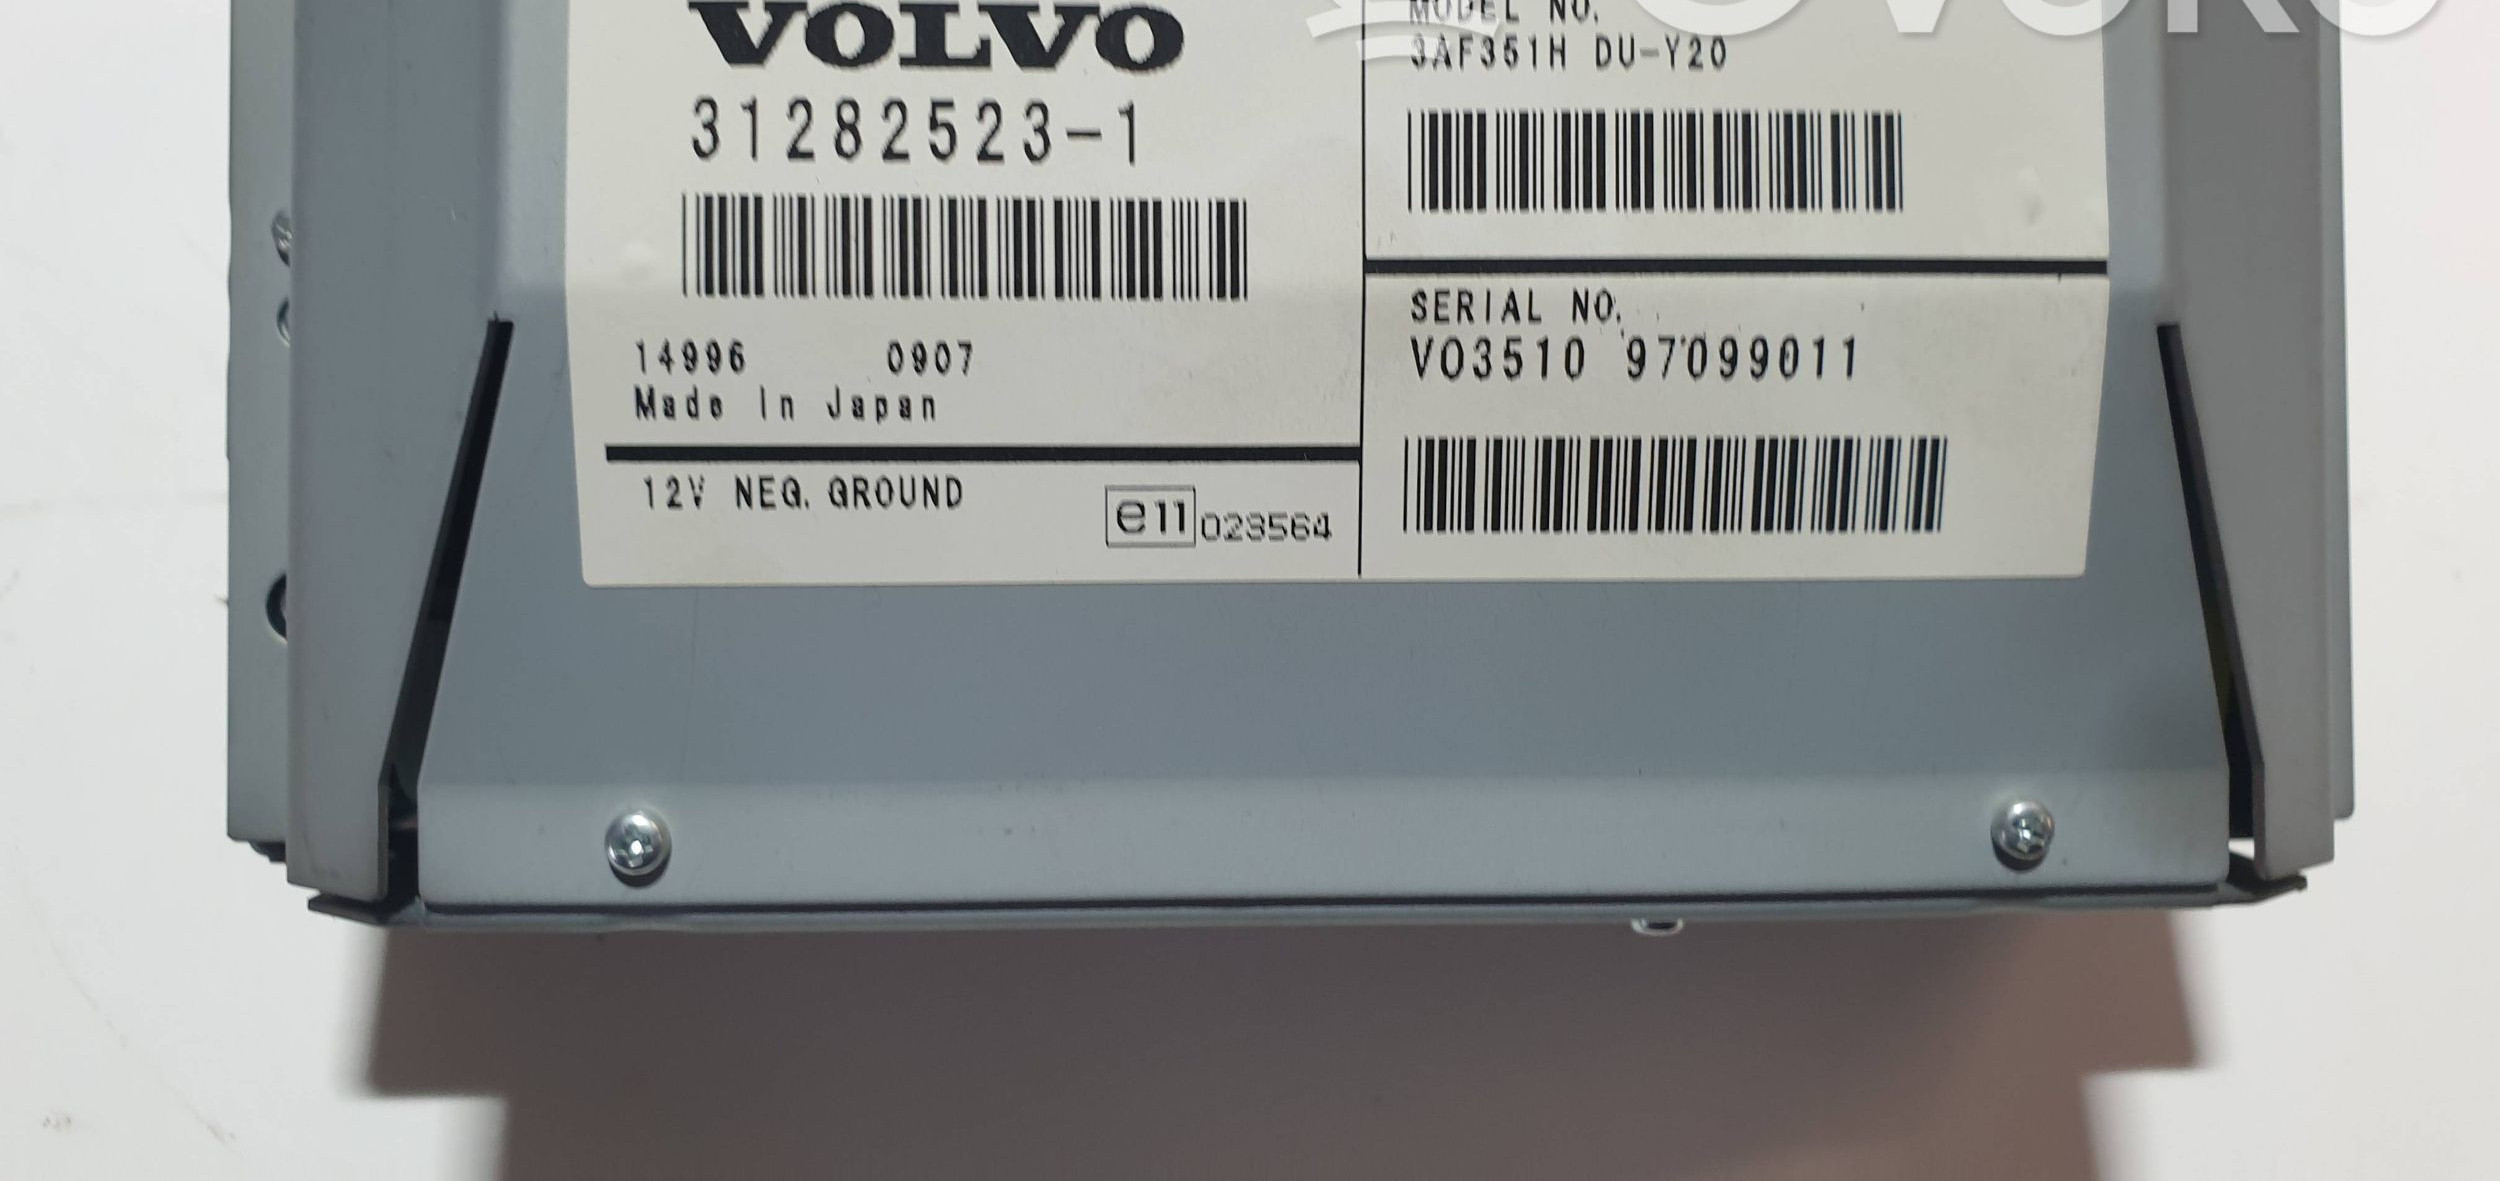 VOLVO
31282523-1
14996 0907
Made In Japan
12V NEG. GROUND
e11 023564
MODEL NO.
3AF351H DU-Y20
SERIAL NO.
VO3510 97099011